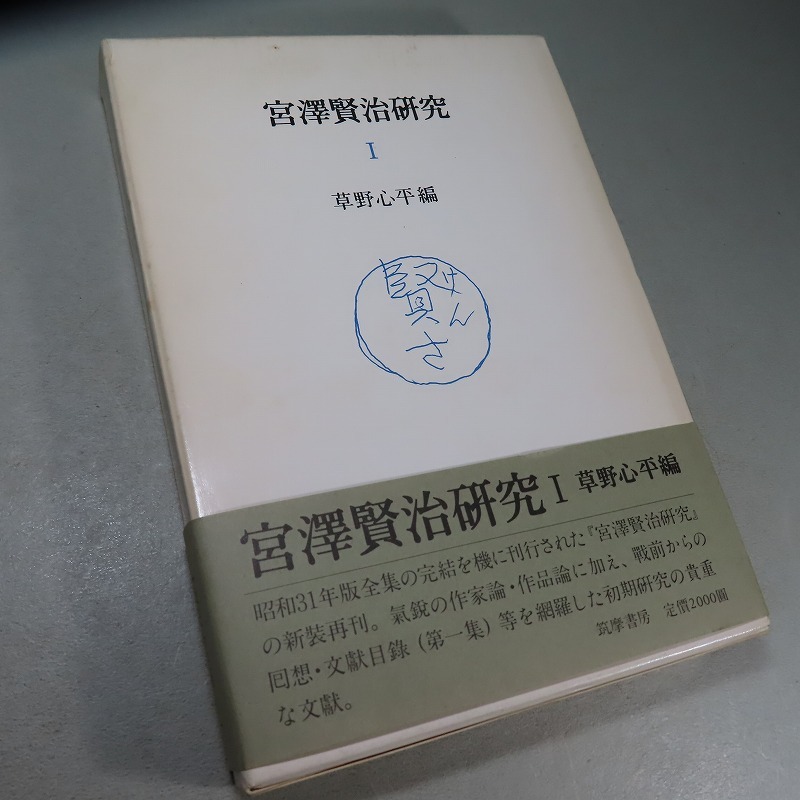 宮澤賢治研究
I
草野心平編
賢
けん
さ
宮澤賢治研究 I 草野心平編
昭和31年版全集の完結を機に刊行された『宮澤賢治研究』
の新装再刊。氣銳の作家論・作品論に加え、戰前からの
回想・文獻目錄(第一集)等を網羅した初期研究の貴重
な文獻。
筑摩書房 定價2000圓